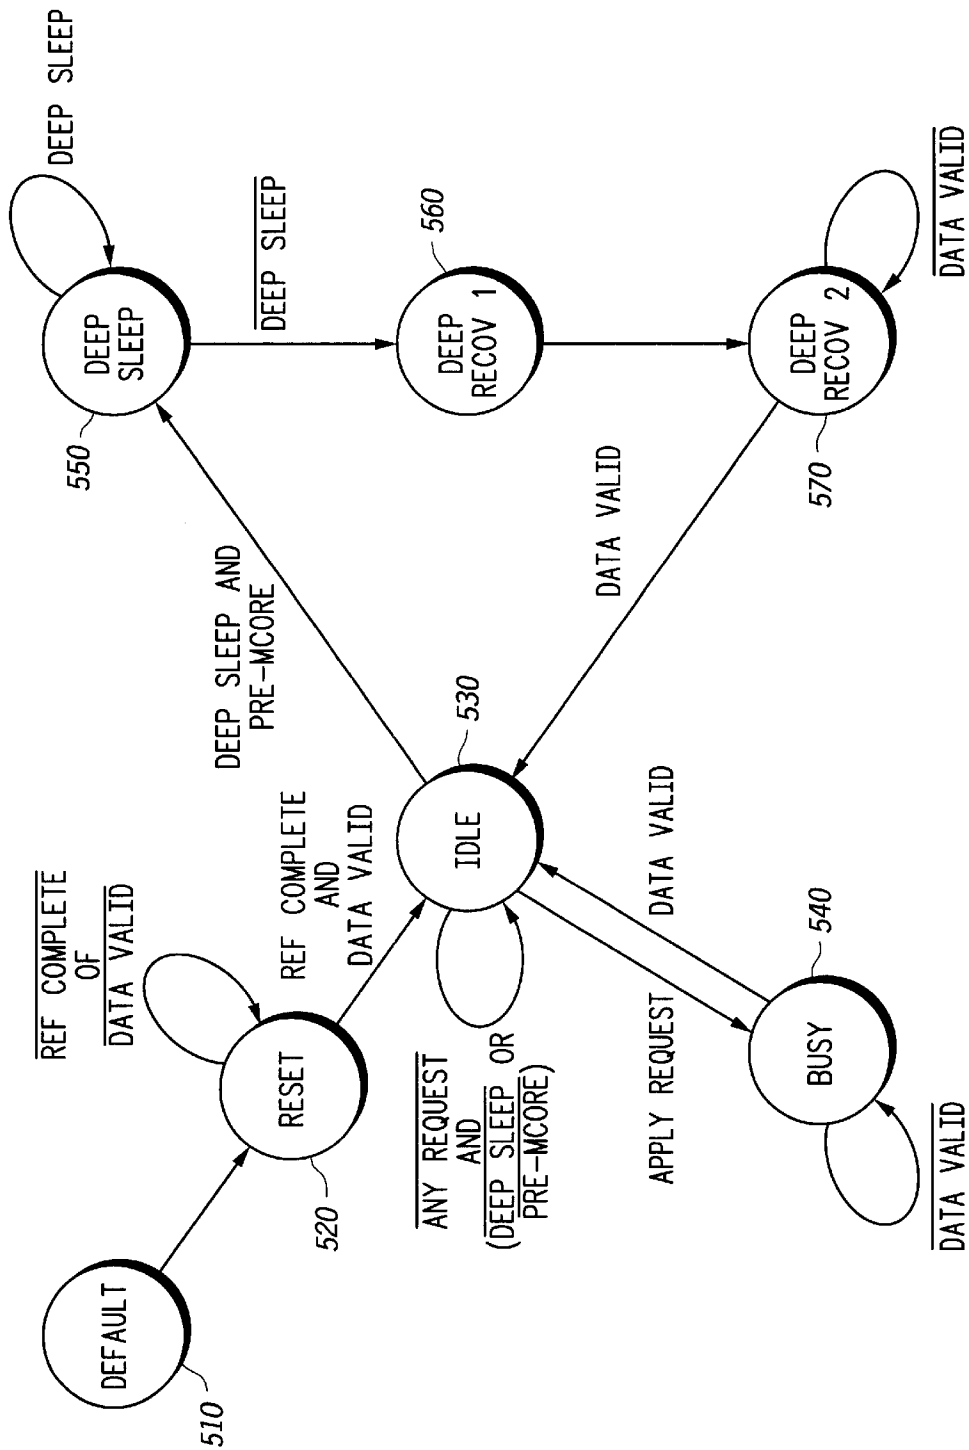 DEFAULT
510
REF COMPLETE
OF
DATA VALID
RESET
520
REF COMPLETE
AND
DATA VALID
ANY REQUEST
AND
(DEEP SLEEP OR
PRE-MCORE)
IDLE
530
APPLY REQUEST
DATA VALID
BUSY
540
DATA VALID
DEEP SLEEP AND
PRE-MCORE
DEEP
SLEEP
550
DEEP SLEEP
DEEP SLEEP
DEEP
RECOV 1
560
DATA VALID
DEEP
RECOV 2
570
DATA VALID